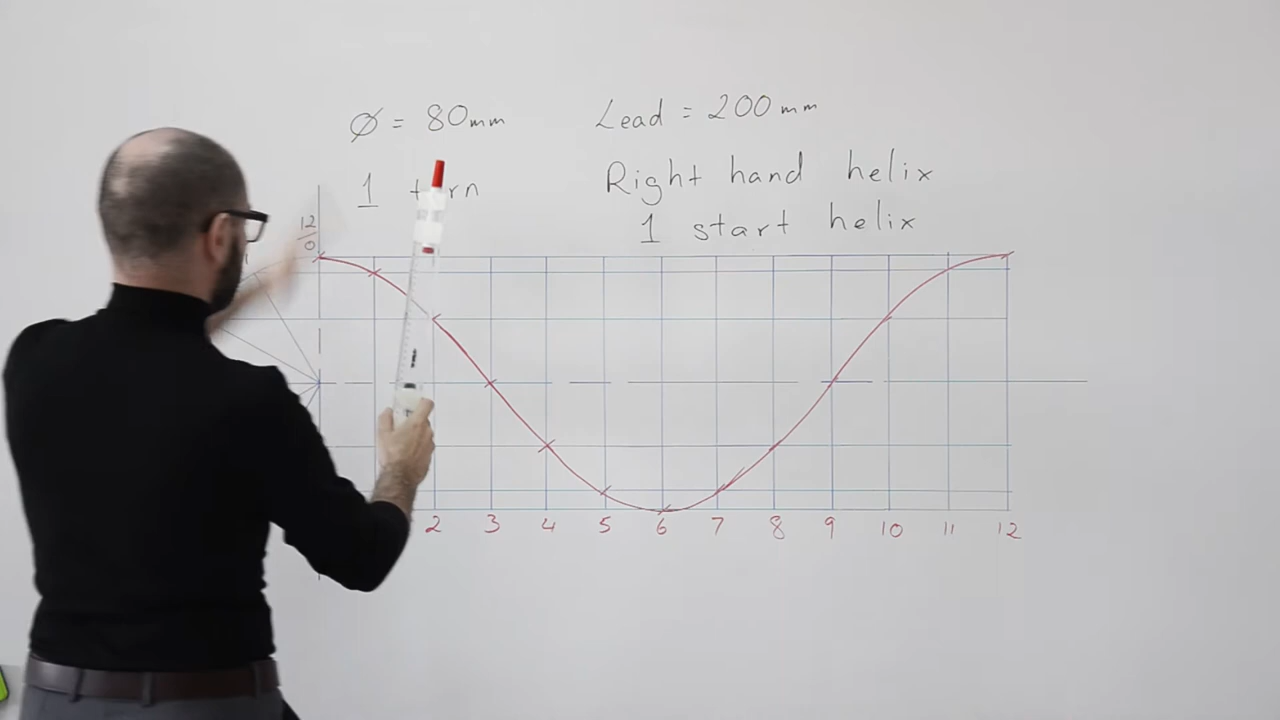 Ø = 80mm
Lead = 200mm
1
Right hand helix
1 start helix
12
0
2 3 4 5 6 7 8 9 10 11 12